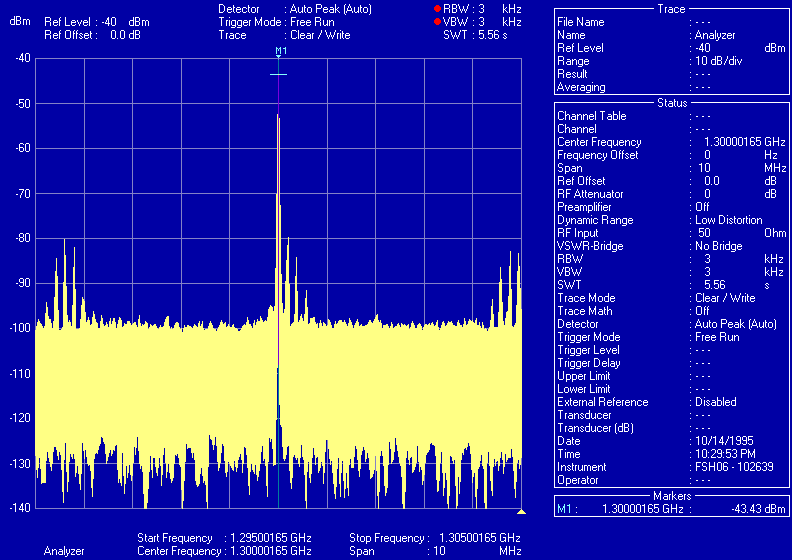 Detector : Auto Peak (Auto) RBW : 3 kHz
dBm Ref Level : -40 dBm Trigger Mode : Free Run VBW : 3 kHz
Ref Offset : 0.0 dB Trace : Clear / Write SWT : 5.56 s
M1
-40
-50
-60
-70
-80
-90
-100
-110
-120
-130
-140
Start Frequency : 1.29500165 GHz Stop Frequency : 1.30500165 GHz
Analyzer Center Frequency : 1.30000165 GHz Span : 10 MHz
Trace
File Name : - - -
Name : Analyzer
Ref Level : -40 dBm
Range : 10 dB/div
Result : - - -
Averaging : - - -
Status
Channel Table : - - -
Channel : - - -
Center Frequency : 1.30000165 GHz
Frequency Offset : 0 Hz
Span : 10 MHz
Ref Offset : 0.0 dB
RF Attenuator : 0 dB
Preamplifier : Off
Dynamic Range : Low Distortion
RF Input : 50 Ohm
VSWR-Bridge : No Bridge
RBW : 3 kHz
VBW : 3 kHz
SWT : 5.56 s
Trace Mode : Clear / Write
Trace Math : Off
Detector : Auto Peak (Auto)
Trigger Mode : Free Run
Trigger Level : - - -
Trigger Delay : - - -
Upper Limit : - - -
Lower Limit : - - -
External Reference : Disabled
Transducer : - - -
Transducer (dB) : - - -
Date : 10/14/1995
Time : 10:29:53 PM
Instrument : FSH06 - 102639
Operator : - - -
Markers
M1 : 1.30000165 GHz : -43.43 dBm